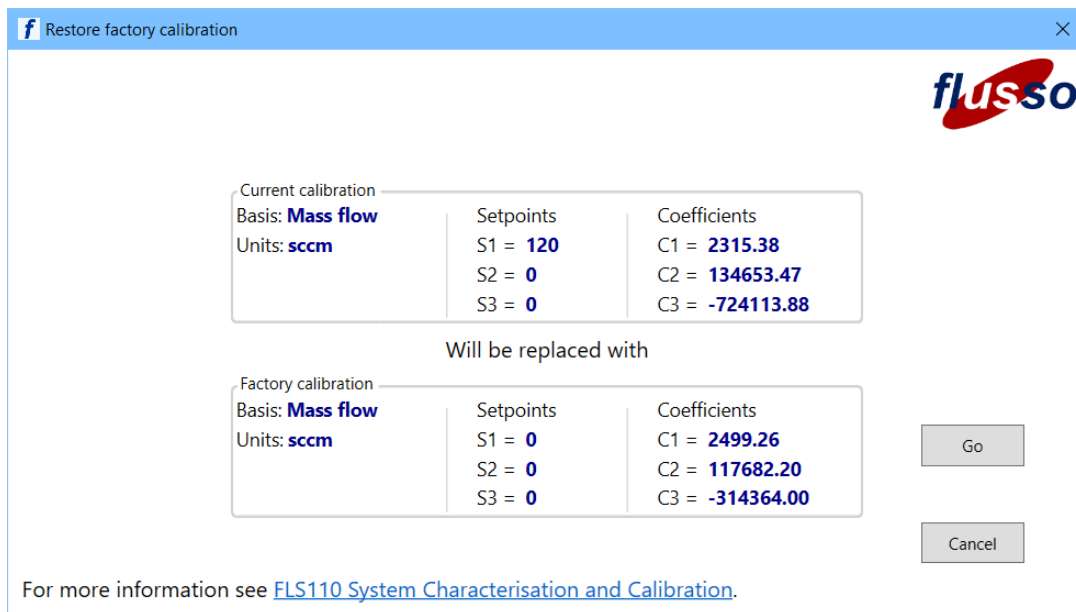 f Restore factory calibration
flusso
Current calibration
Basis: Mass flow Setpoints Coefficients
Units: sccm S1 = 120 C1 = 2315.38
S2 = 0 C2 = 134653.47
S3 = 0 C3 = -724113.88
Will be replaced with
Factory calibration
Basis: Mass flow Setpoints Coefficients
Units: sccm S1 = 0 C1 = 2499.26
S2 = 0 C2 = 117682.20
S3 = 0 C3 = -314364.00
Go
Cancel
For more information see FLS110 System Characterisation and Calibration.